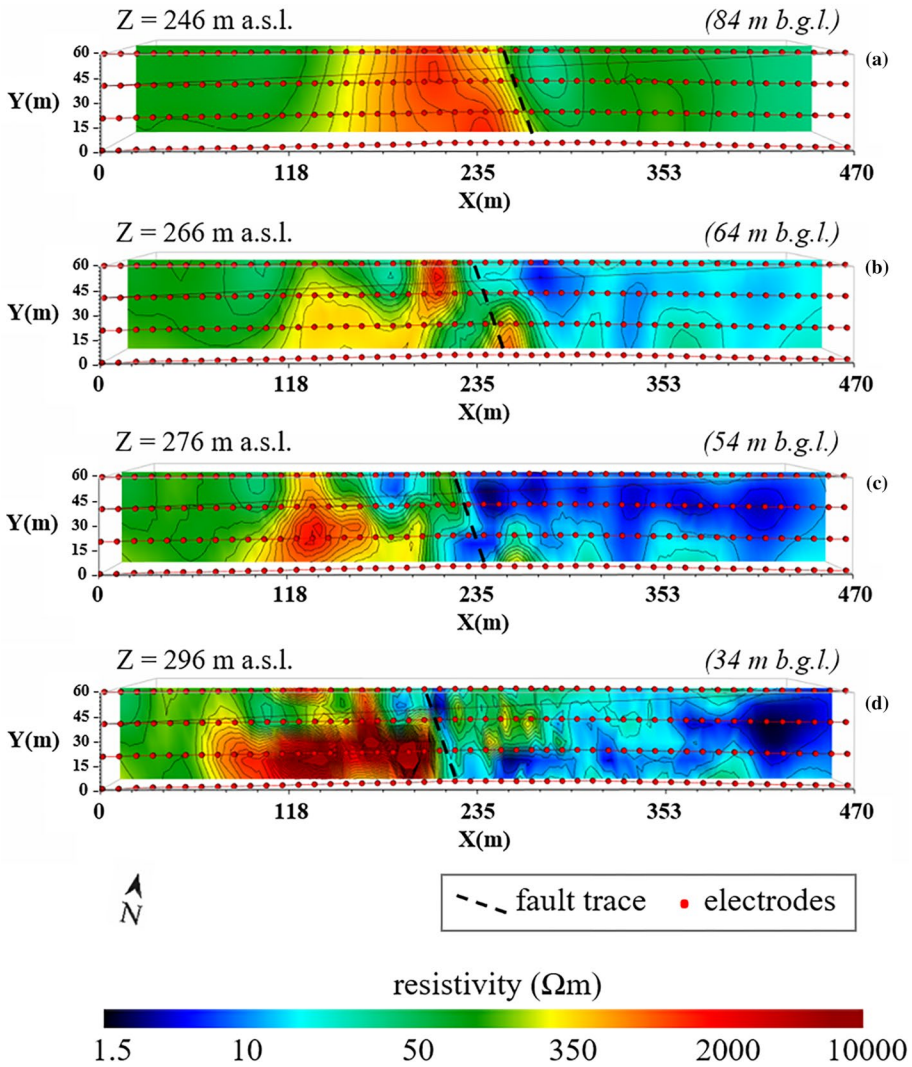 Z = 246 m a.s.l. (84 m b.g.l.)
(a)
60
45
Y(m)
30
15
0
0 118 235 353 470
X(m)
Z = 266 m a.s.l. (64 m b.g.l.)
(b)
60
45
Y(m)
30
15
0
0 118 235 353 470
X(m)
Z = 276 m a.s.l. (54 m b.g.l.)
(c)
60
45
Y(m)
30
15
0
0 118 235 353 470
X(m)
Z = 296 m a.s.l. (34 m b.g.l.)
(d)
60
45
Y(m)
30
15
0
0 118 235 353 470
X(m)
N
fault trace electrodes
resistivity (Ωm)
1.5 10 50 350 2000 10000